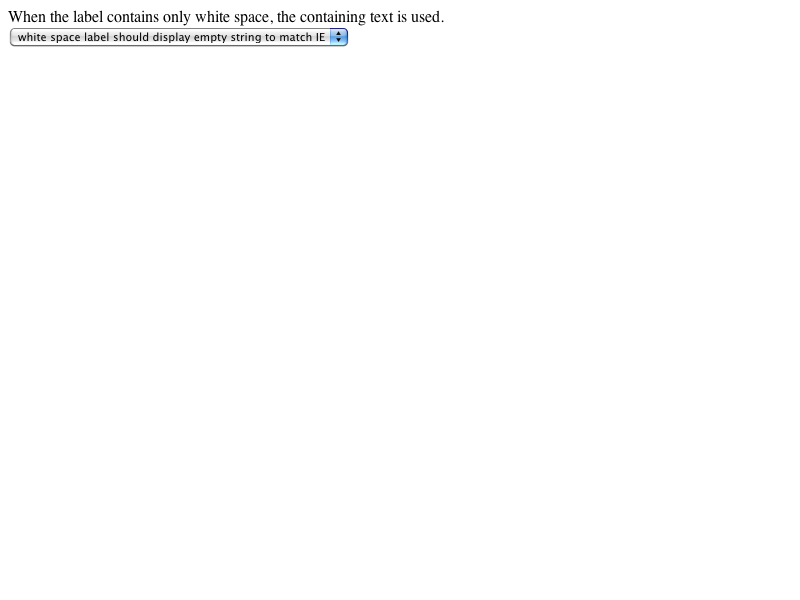 When the label contains only white space, the containing text is used.
white space label should display empty string to match IE